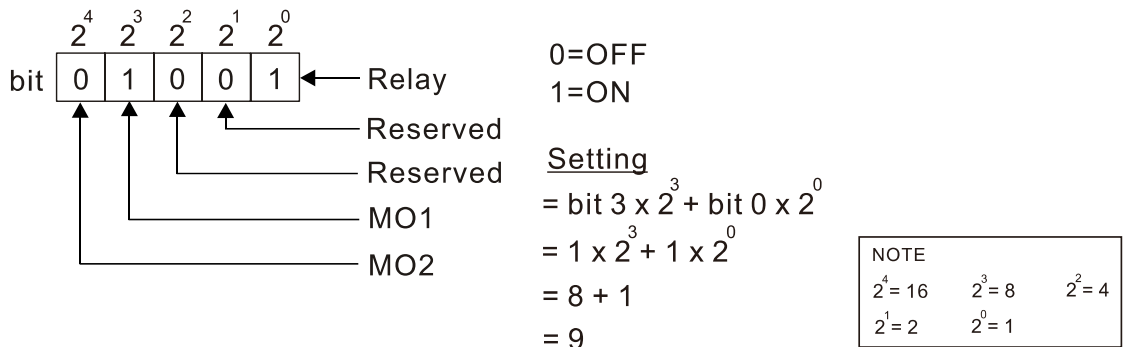 2⁴ 2³ 2² 2¹ 2⁰
bit 0 1 0 0 1 Relay
Reserved
Reserved
MO1
MO2
0=OFF
1=ON
Setting
= bit 3 x 2³ + bit 0 x 2⁰
= 1 x 2³ + 1 x 2⁰
= 8 + 1
= 9
NOTE
2⁴= 16 2³= 8 2²= 4
2¹= 2 2⁰= 1